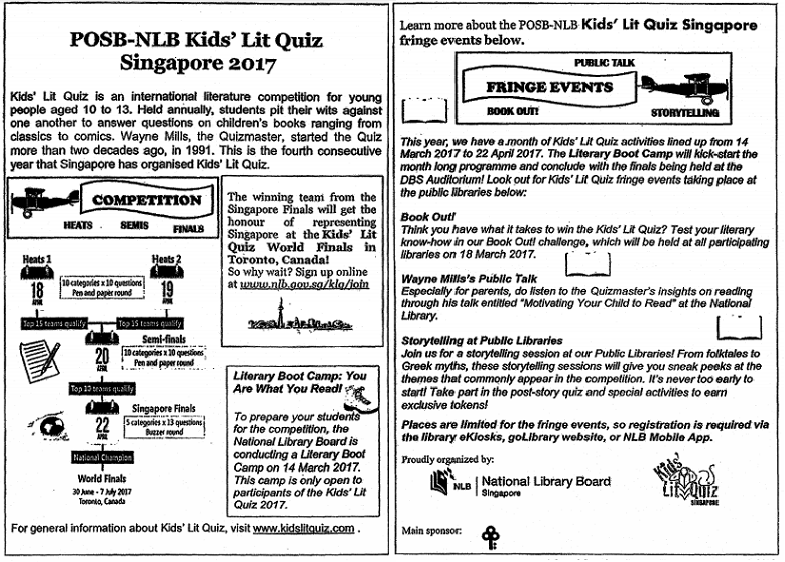 POSB-NLB Kids' Lit Quiz
Singapore 2017
Kids' Lit Quiz is an international literature competition for young
people aged 10 to 13. Held annually, students pit their wits against
one another to answer questions on children's books ranging from
classics to comics. Wayne Mills, the Quizmaster, started the Quiz
more than two decades ago, in 1991. This is the fourth consecutive
year that Singapore has organised Kids' Lit Quiz.
COMPETITION
HEATS SEMIS FINALS
Heats 1
Heats 2
18
APRIL
10 categories x 10 questions
Pen and paper round
19
APRIL
Top 15 teams qualify
Top 15 teams qualify
Semi-finals
20
APRIL
10 categories x 10 questions
Pen and paper round
Top 13 teams qualify
Singapore Finals
22
APRIL
5 categories x 13 questions
Buzzer round
National Champion
World Finals
30 June - 7 July 2017
Toronto, Canada
The winning team from the
Singapore Finals will get the
honour of representing
Singapore at the Kids' Lit
Quiz World Finals in
Toronto, Canada!
So why wait? Sign up online
at www.nlb.gov.sg/klq/join
Literary Boot Camp: You
Are What You Read!
To prepare your students
for the competition, the
National Library Board is
conducting a Literary Boot
Camp on 14 March 2017.
This camp is only open to
participants of the Kids' Lit
Quiz 2017.
For general information about Kids' Lit Quiz, visit www.kidslitquiz.com .
Learn more about the POSB-NLB Kids' Lit Quiz Singapore
fringe events below.
PUBLIC TALK
FRINGE EVENTS
BOOK OUT!
STORYTELLING
This year, we have a month of Kids' Lit Quiz activities lined up from 14
March 2017 to 22 April 2017. The Literary Boot Camp will kick-start the
month long programme and conclude with the finals being held at the
DBS Auditorium! Look out for Kids' Lit Quiz fringe events taking place at
the public libraries below:
Book Out!
Think you have what it takes to win the Kids' Lit Quiz? Test your literary
know-how in our Book Out! challenge, which will be held at all participating
libraries on 18 March 2017.
Wayne Mills's Public Talk
Especially for parents, do listen to the Quizmaster's insights on reading
through his talk entitled "Motivating Your Child to Read" at the National
Library.
Storytelling at Public Libraries
Join us for a storytelling session at our Public Libraries! From folktales to
Greek myths, these storytelling sessions will give you sneak peeks at the
themes that commonly appear in the competition. It's never too early to
start! Take part in the post-story quiz and special activities to earn
exclusive tokens!
Places are limited for the fringe events, so registration is required via
the library eKiosks, goLibrary website, or NLB Mobile App.
Proudly organized by:
NLB National Library Board
Singapore
Kids'
Lit Quiz
SINGAPORE
Main sponsor: